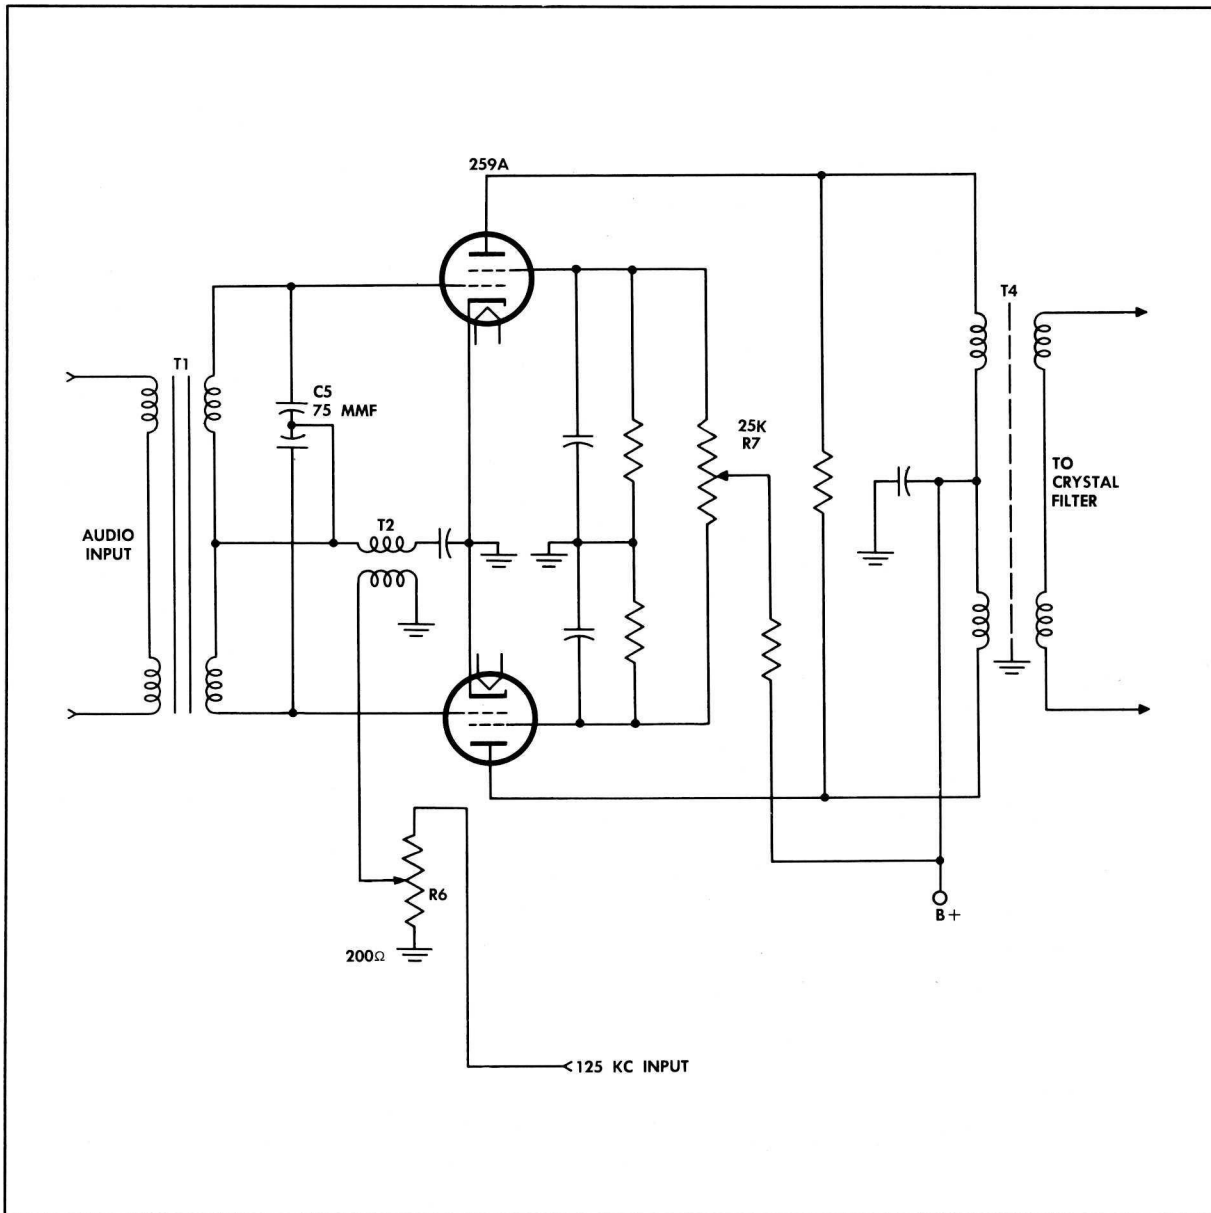 259A
T4
T1
C5
75 MMF
25K
R7
TO
CRYSTAL
FILTER
AUDIO
INPUT
T2
R6
B+
200Ω
125 KC INPUT